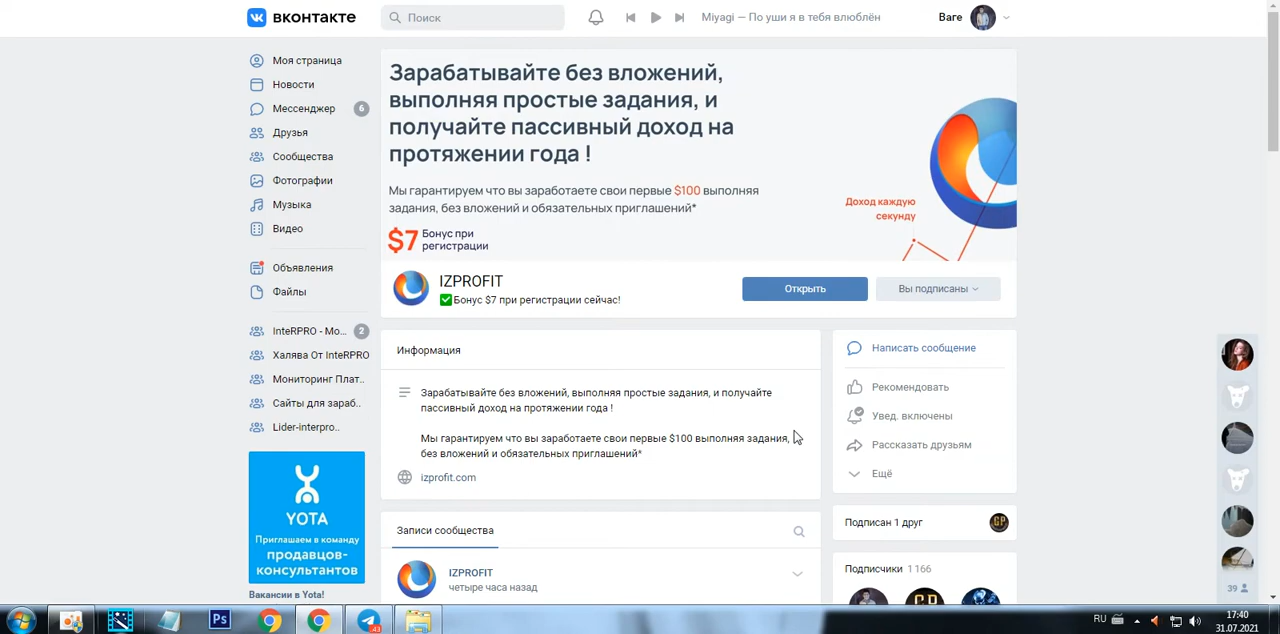 вконтакте
Поиск
Miyagi — По уши я в тебя влюблён
Ваге
Моя страница
Новости
Мессенджер 6
Друзья
Сообщества
Фотографии
Музыка
Видео
Объявления
Файлы
InteRPRO - Mo... 2
Халява От InteRPRO
Мониторинг Плат..
Сайты для зараб..
Lider-interpro..
YOTA
Приглашаем в команду
продавцов-
консультантов
Вакансии в Yota!
Зарабатывайте без вложений,
выполняя простые задания, и
получайте пассивный доход на
протяжении года !
Мы гарантируем что вы заработаете свои первые $100 выполняя
задания, без вложений и обязательных приглашений*
$7 Бонус при
регистрации
Доход каждую
секунду
IZPROFIT
Бонус $7 при регистрации сейчас!
Открыть
Вы подписаны
Информация
Зарабатывайте без вложений, выполняя простые задания, и получайте
пассивный доход на протяжении года !
Мы гарантируем что вы заработаете свои первые $100 выполняя задания,
без вложений и обязательных приглашений*
izprofit.com
Записи сообщества
IZPROFIT
четыре часа назад
Написать сообщение
Рекомендовать
Увед. включены
Рассказать друзьям
Ещё
Подписан 1 друг
Подписчики 1 166
39
Ps
43
RU
17:40
31.07.2021